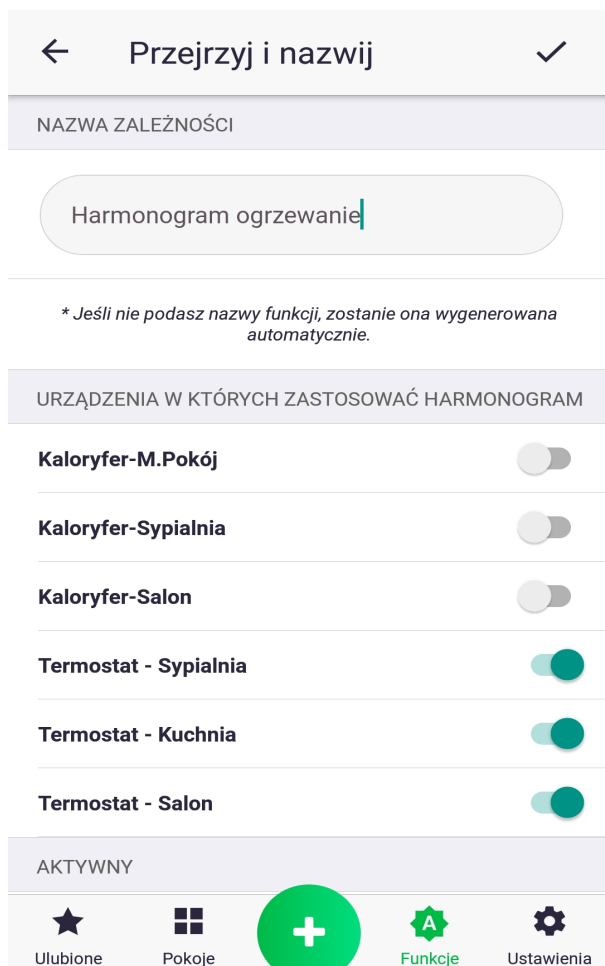 Przejrzyj i nazwij
NAZWA ZALEŻNOŚCI
Harmonogram ogrzewanie
* Jeśli nie podasz nazwy funkcji, zostanie ona wygenerowana
automatycznie.
URZĄDZENIA W KTÓRYCH ZASTOSOWAĆ HARMONOGRAM
Kaloryfer-M.Pokój
Kaloryfer-Sypialnia
Kaloryfer-Salon
Termostat - Sypialnia
Termostat - Kuchnia
Termostat - Salon
AKTYWNY
A
Ulubione Pokoje Funkcje Ustawienia